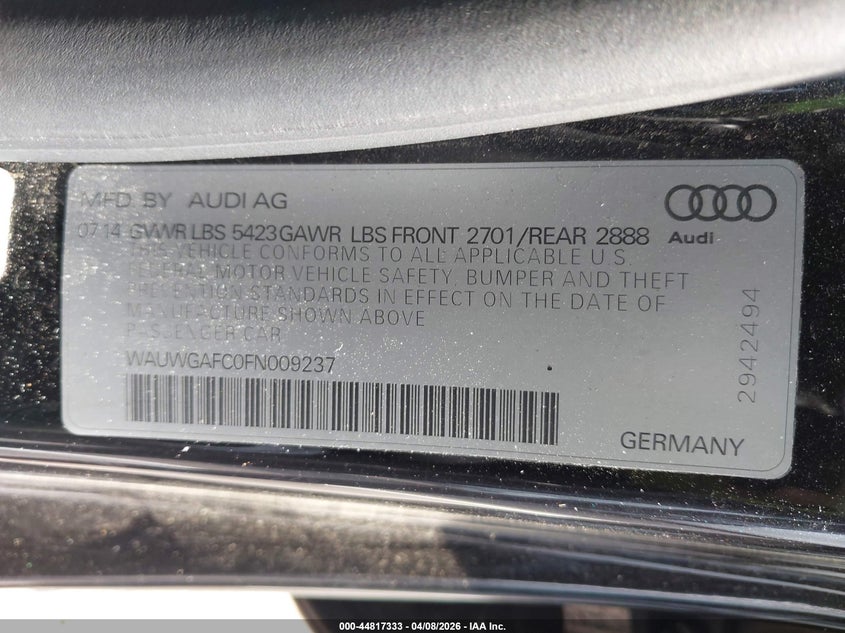 MFD BY AUDI AG
07 14 GVWR LBS 5423 GAWR LBS FRONT 2701/REAR 2888
THIS VEHICLE CONFORMS TO ALL APPLICABLE U.S.
FEDERAL MOTOR VEHICLE SAFETY, BUMPER AND THEFT
PREVENTION STANDARDS IN EFFECT ON THE DATE OF
MANUFACTURE SHOWN ABOVE
PASSENGER CAR
WAUWGAFC0FN009237
Audi
2942494
GERMANY
000-44817333 - 04/08/2026 - IAA Inc.